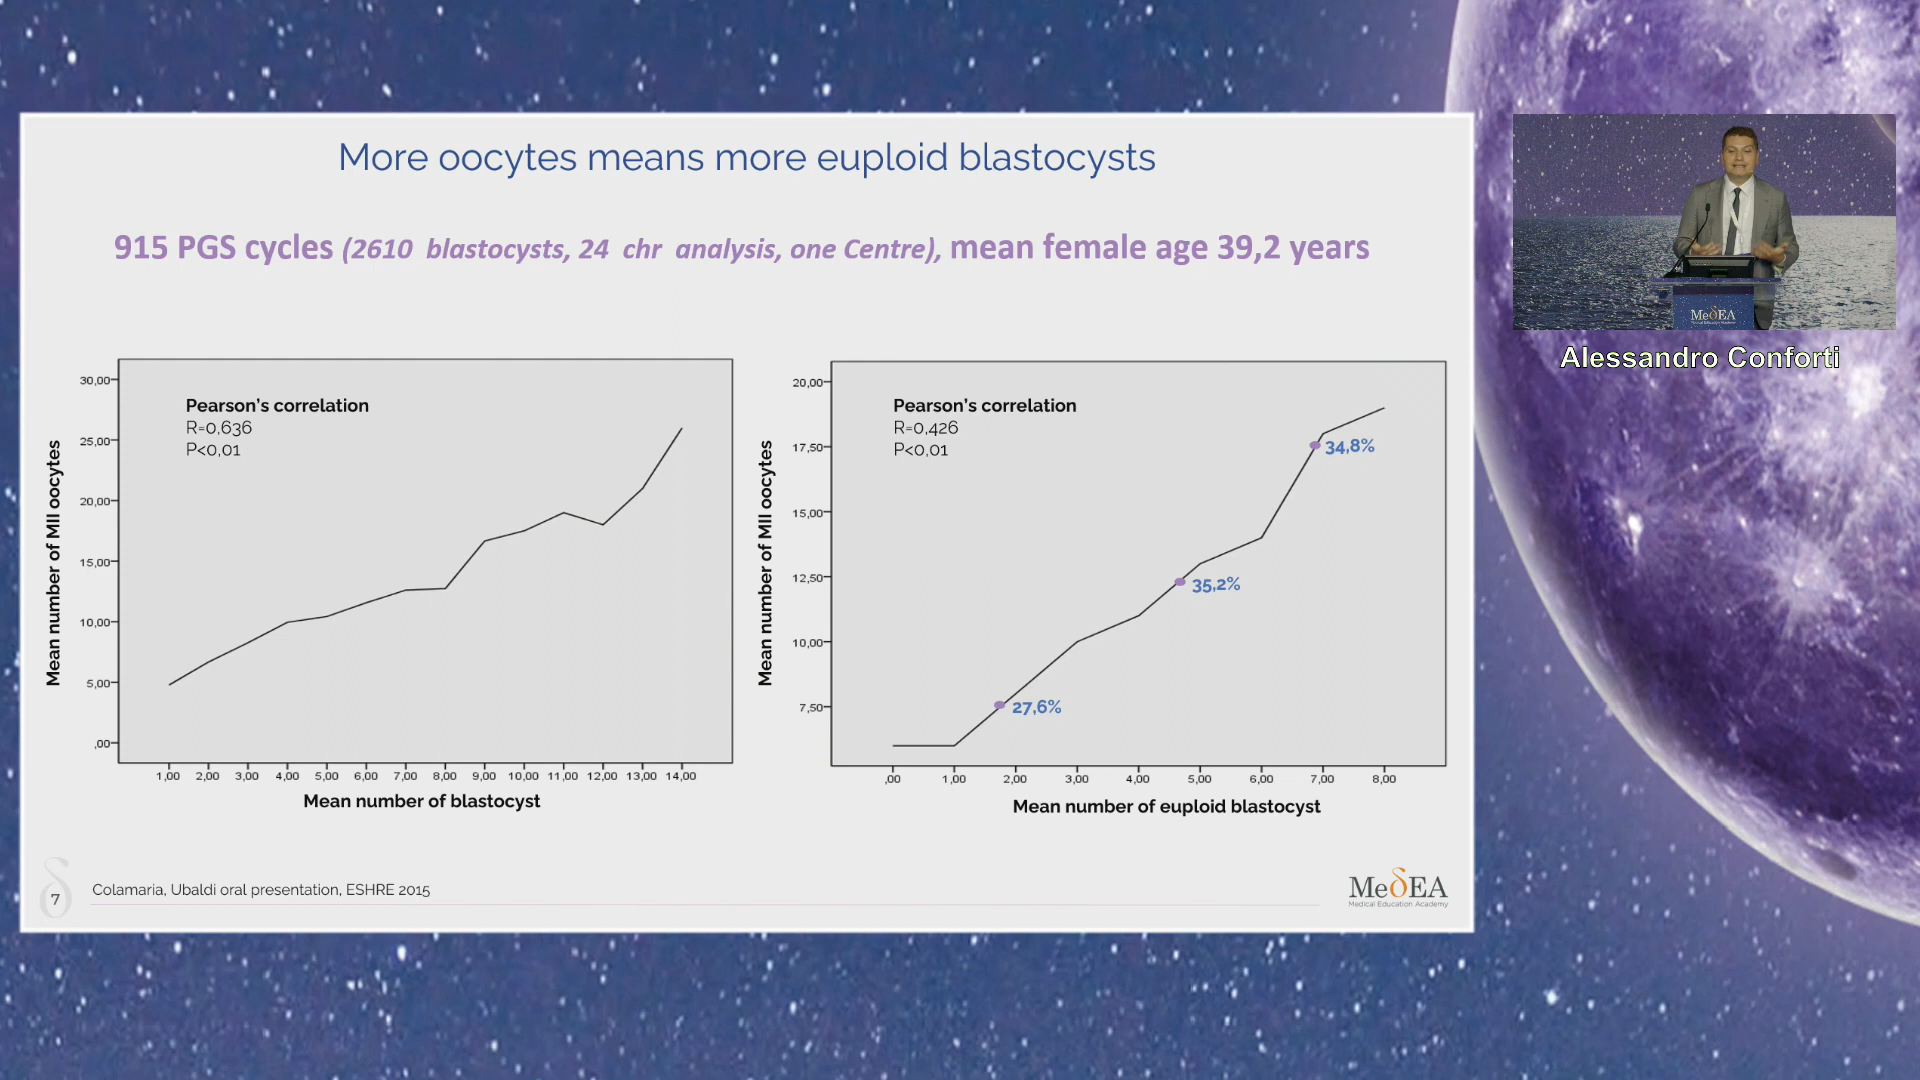 More oocytes means more euploid blastocysts
915 PGS cycles (2610 blastocysts, 24 chr analysis, one Centre), mean female age 39,2 years
Pearson's correlation
R=0,636
P<0,01
Mean number of MII oocytes
30,00
25,00
20,00
15,00
10,00
5,00
,00
1,00 2,00 3,00 4,00 5,00 6,00 7,00 8,00 9,00 10,00 11,00 12,00 13,00 14,00
Mean number of blastocyst
Pearson's correlation
R=0,426
P<0,01
Mean number of MII oocytes
20,00
17,50
15,00
12,50
10,00
7,50
34,8%
35,2%
27,6%
,00 1,00 2,00 3,00 4,00 5,00 6,00 7,00 8,00
Mean number of euploid blastocyst
δ
7
Colamaria, Ubaldi oral presentation, ESHRE 2015
MeδEA
Medical Education Academy
MeδEA
Medical Education Academy
Alessandro Conforti